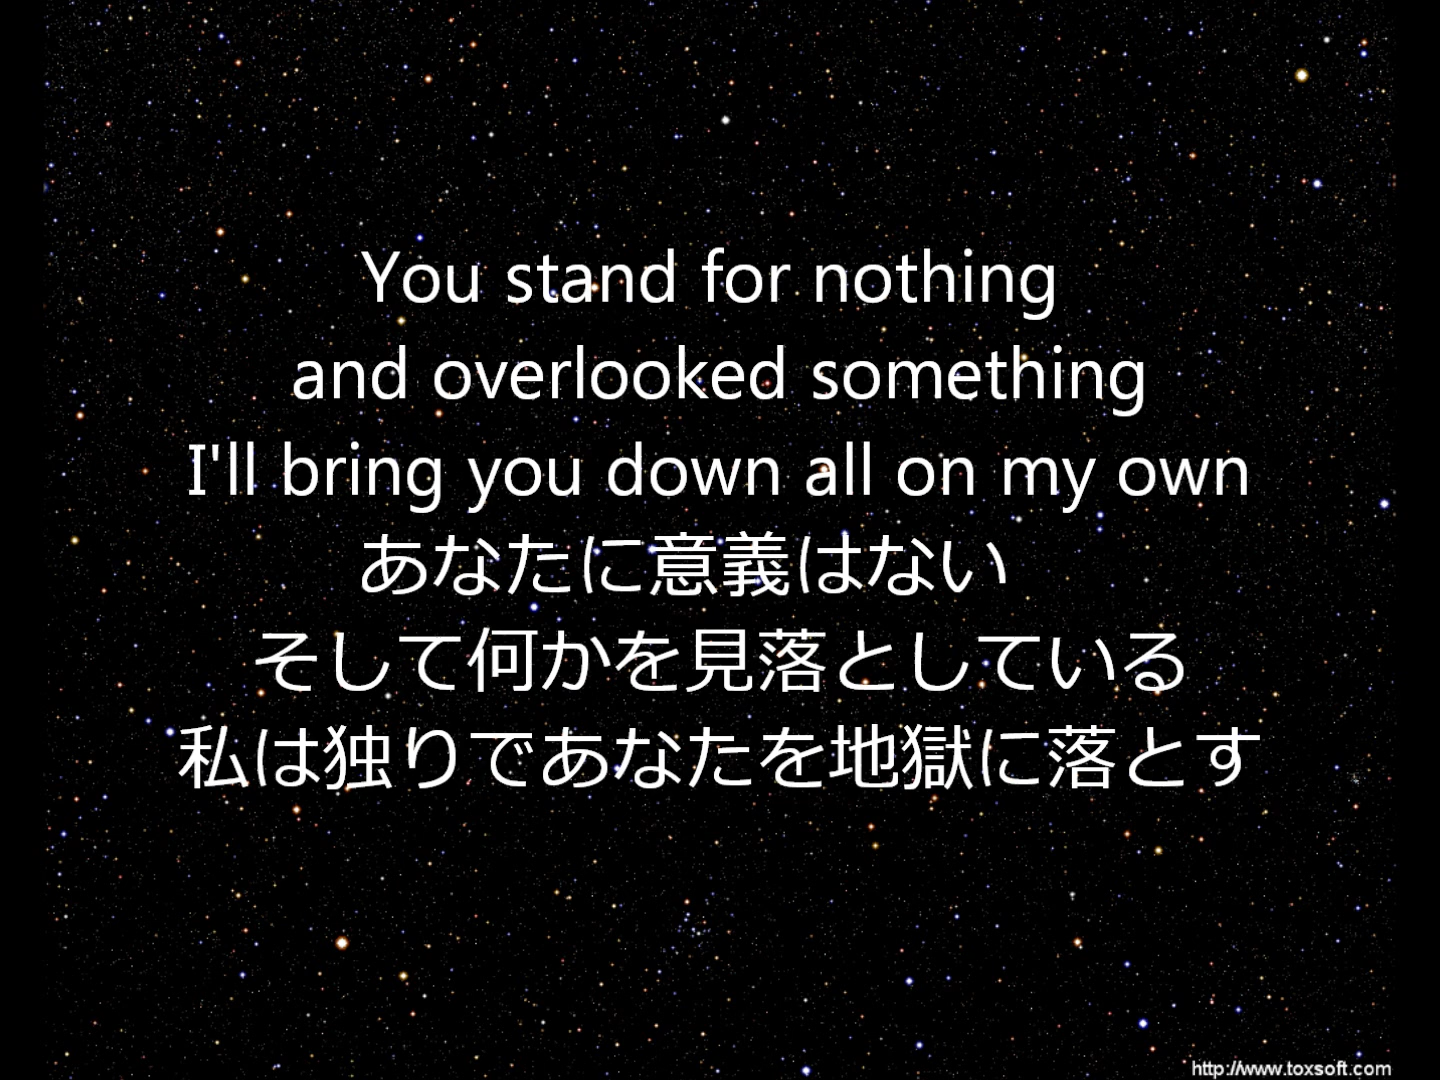 You stand for nothing
and overlooked something
I'll bring you down all on my own
あなたに意義はない
そして何かを見落としている
私は独りであなたを地獄に落とす
http://www.toxsoft.com